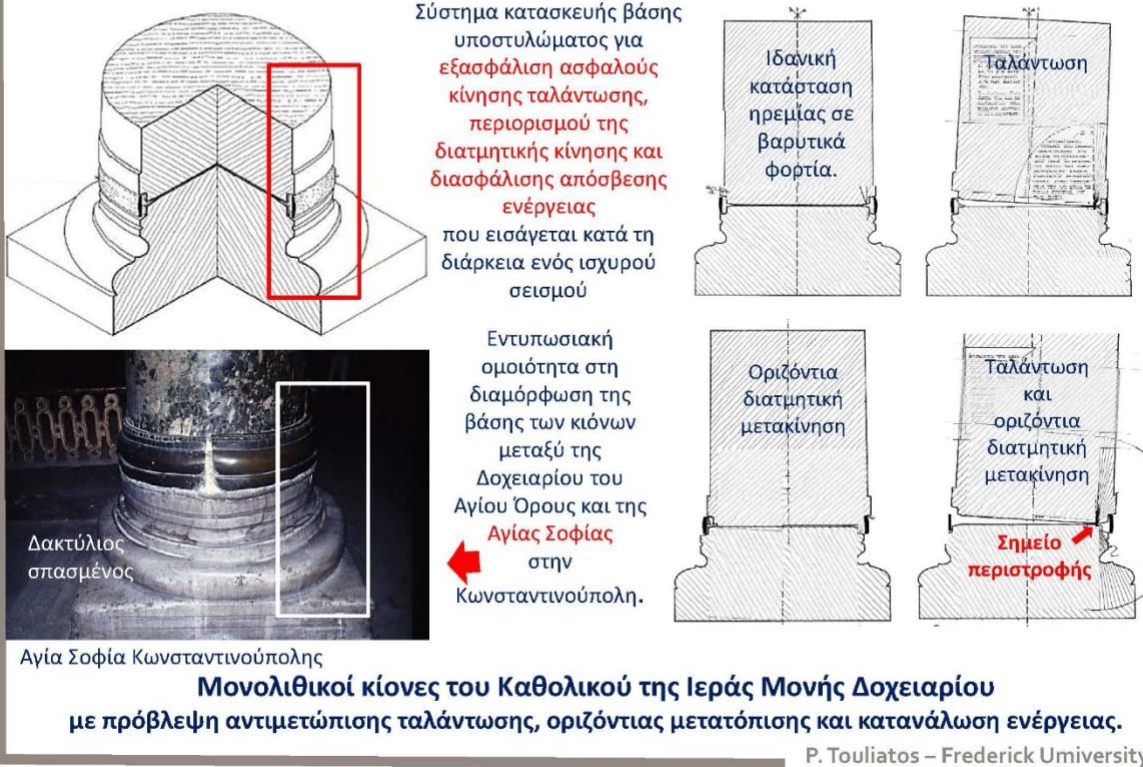 Σύστημα κατασκευής βάσης
υποστυλώματος για
εξασφάλιση ασφαλούς
κίνησης ταλάντωσης,
περιορισμού της
διατμητικής κίνησης και
διασφάλισης απόσβεσης
ενέργειας
που εισάγεται κατά τη
διάρκεια ενός ισχυρού
σεισμού
Ιδανική
κατάσταση
ηρεμίας σε
βαρυτικά
φορτία.
Ταλάντωση
Εντυπωσιακή
ομοιότητα στη
διαμόρφωση της
βάσης των κιόνων
μεταξύ της
Δοχειαρίου του
Αγίου Όρους και της
Αγίας Σοφίας
στην
Κωνσταντινούπολη.
Οριζόντια
διατμητική
μετακίνηση
Ταλάντωση
και
οριζόντια
διατμητική
μετακίνηση
Σημείο
περιστροφής
Δακτύλιος
σπασμένος
Αγία Σοφία Κωνσταντινούπολης
Μονολιθικοί κίονες του Καθολικού της Ιεράς Μονής Δοχειαρίου
με πρόβλεψη αντιμετώπισης ταλάντωσης, οριζόντιας μετατόπισης και κατανάλωση ενέργειας.
P. Touliatos – Frederick Umiversity